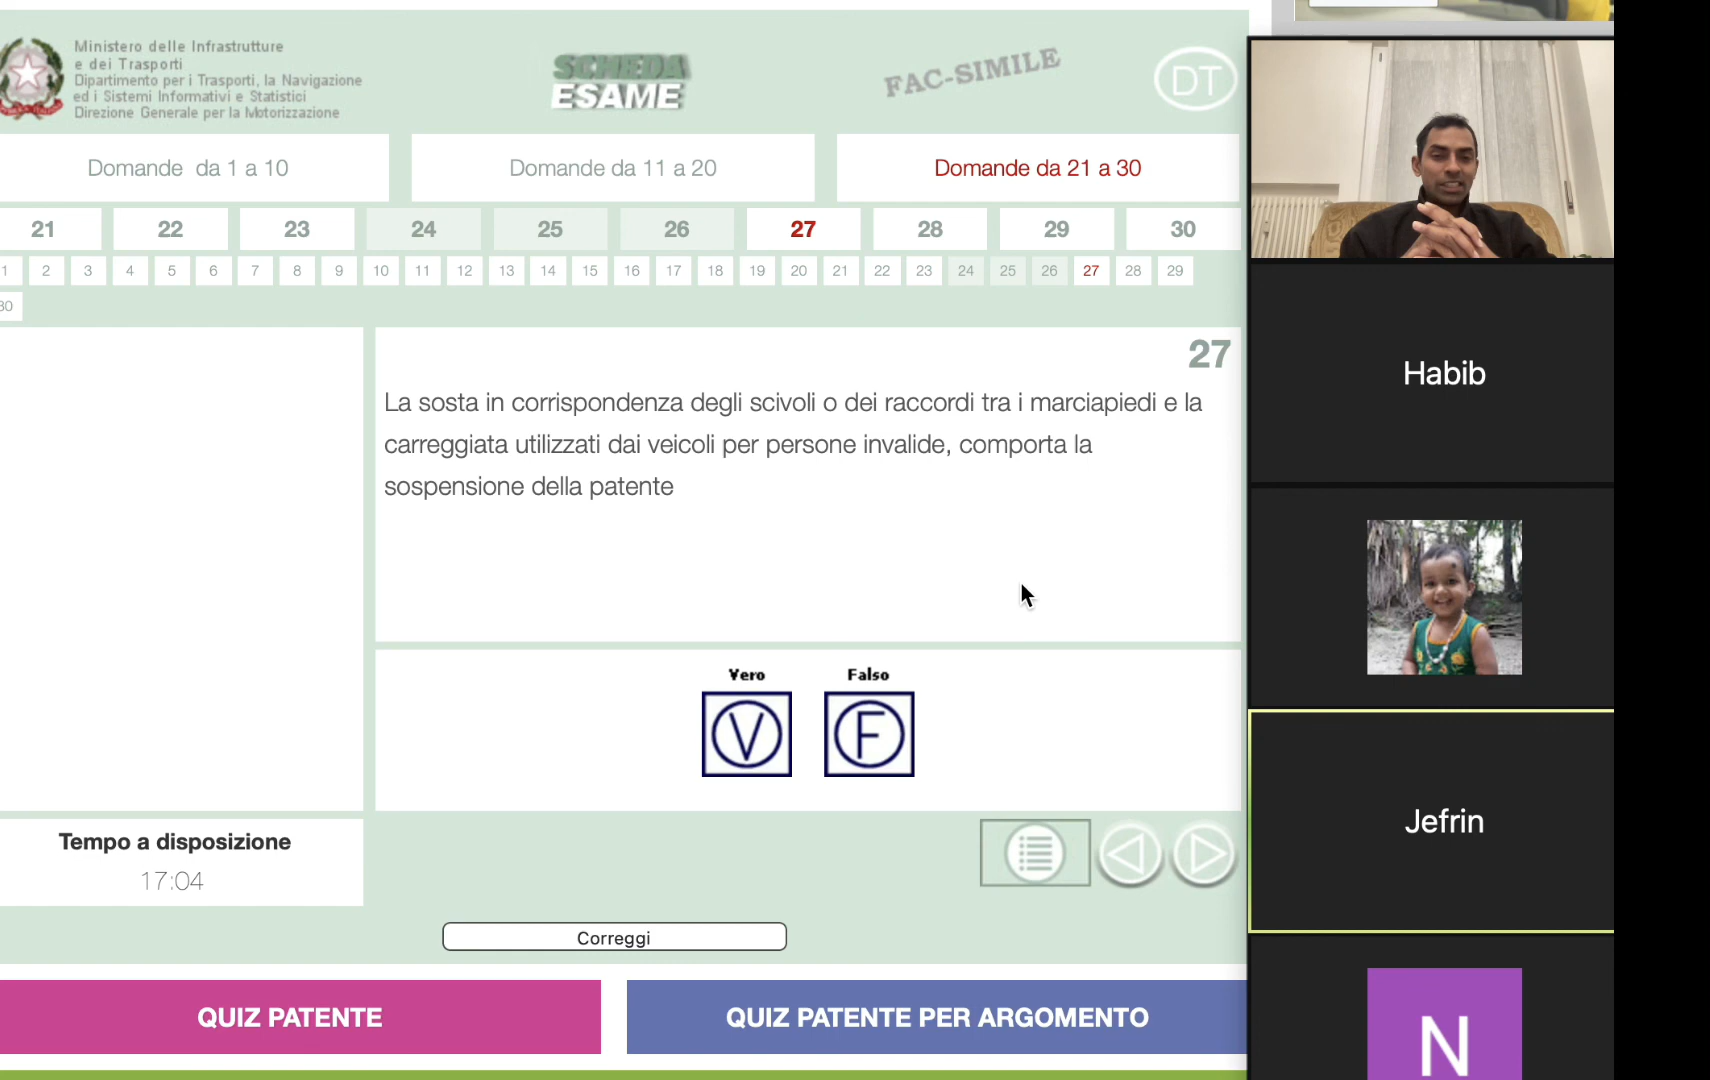 Ministero delle Infrastrutture
e dei Trasporti
Dipartimento per i Trasporti, la Navigazione
ed i Sistemi Informativi e Statistici
Direzione Generale per la Motorizzazione
SCHEDA
ESAME
FAC-SIMILE
DT
Domande da 1 a 10
Domande da 11 a 20
Domande da 21 a 30
21 22 23 24 25 26 27 28 29 30
1 2 3 4 5 6 7 8 9 10 11 12 13 14 15 16 17 18 19 20 21 22 23 24 25 26 27 28 29
30
27
La sosta in corrispondenza degli scivoli o dei raccordi tra i marciapiedi e la
carreggiata utilizzati dai veicoli per persone invalide, comporta la
sospensione della patente
Vero Falso
V F
Tempo a disposizione
17:04
Correggi
QUIZ PATENTE
QUIZ PATENTE PER ARGOMENTO
Habib
Jefrin
N